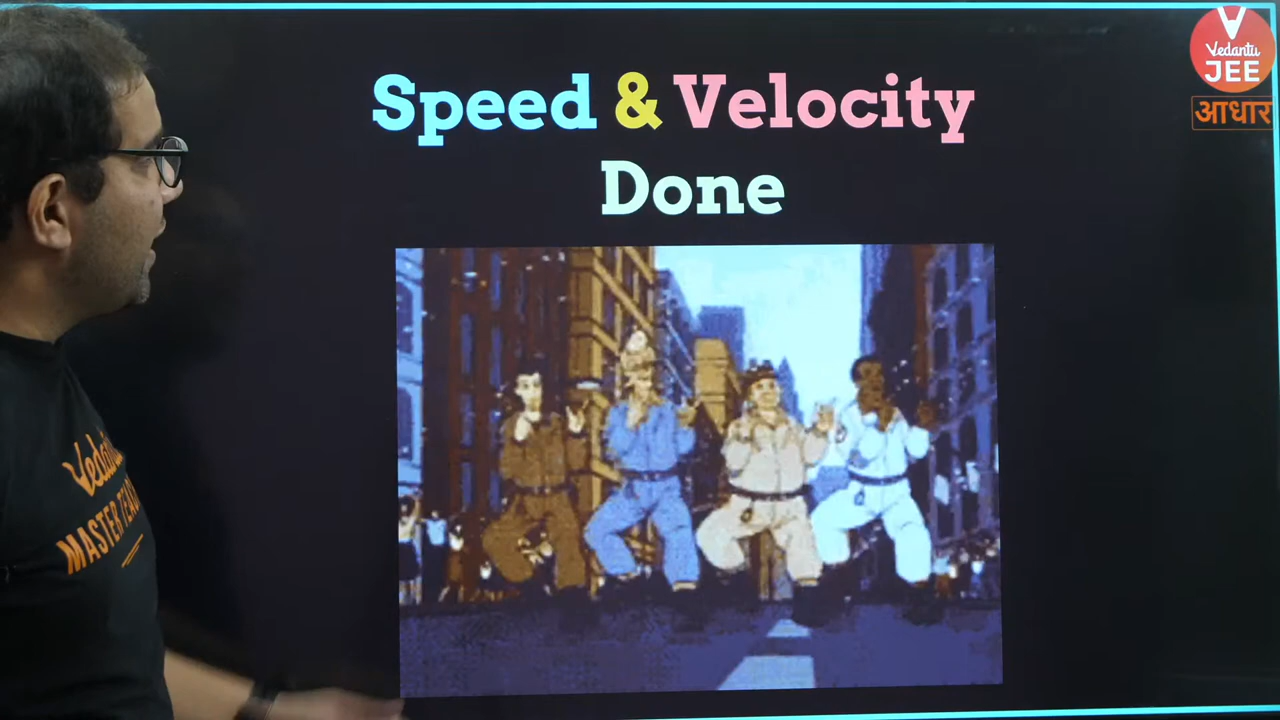 Speed & Velocity
Done
Vedantu
JEE
आधार
MASTER